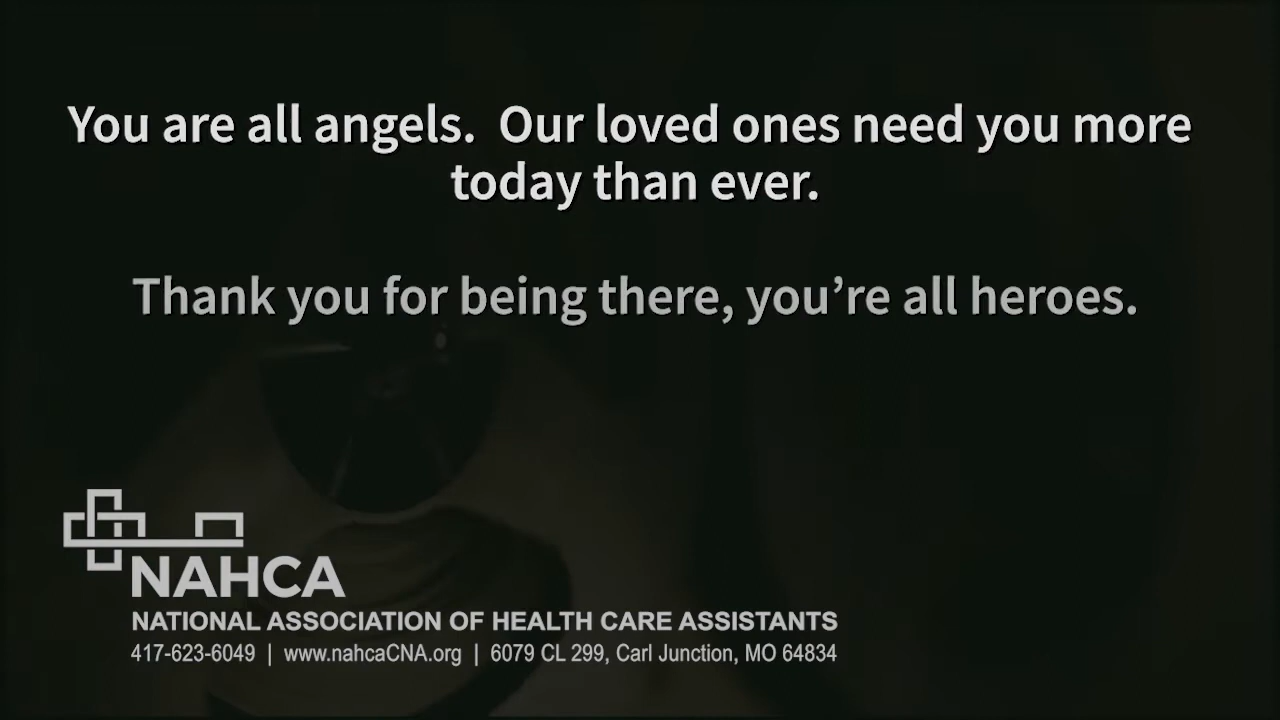 You are all angels.  Our loved ones need you more
today than ever.
Thank you for being there, you’re all heroes.
NAHCA
NATIONAL ASSOCIATION OF HEALTH CARE ASSISTANTS
417-623-6049 | www.nahcaCNA.org | 6079 CL 299, Carl Junction, MO 64834